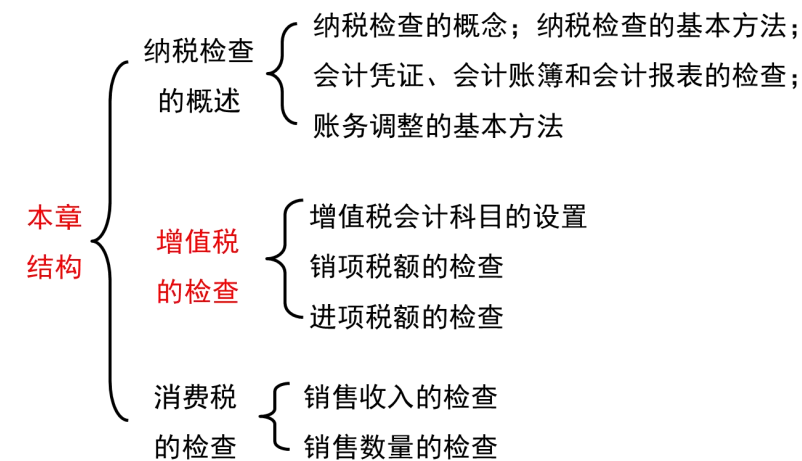 本章
结构
纳税检查
的概述
纳税检查的概念；纳税检查的基本方法；
会计凭证、会计账簿和会计报表的检查；
账务调整的基本方法
增值税
的检查
增值税会计科目的设置
销项税额的检查
进项税额的检查
消费税
的检查
销售收入的检查
销售数量的检查